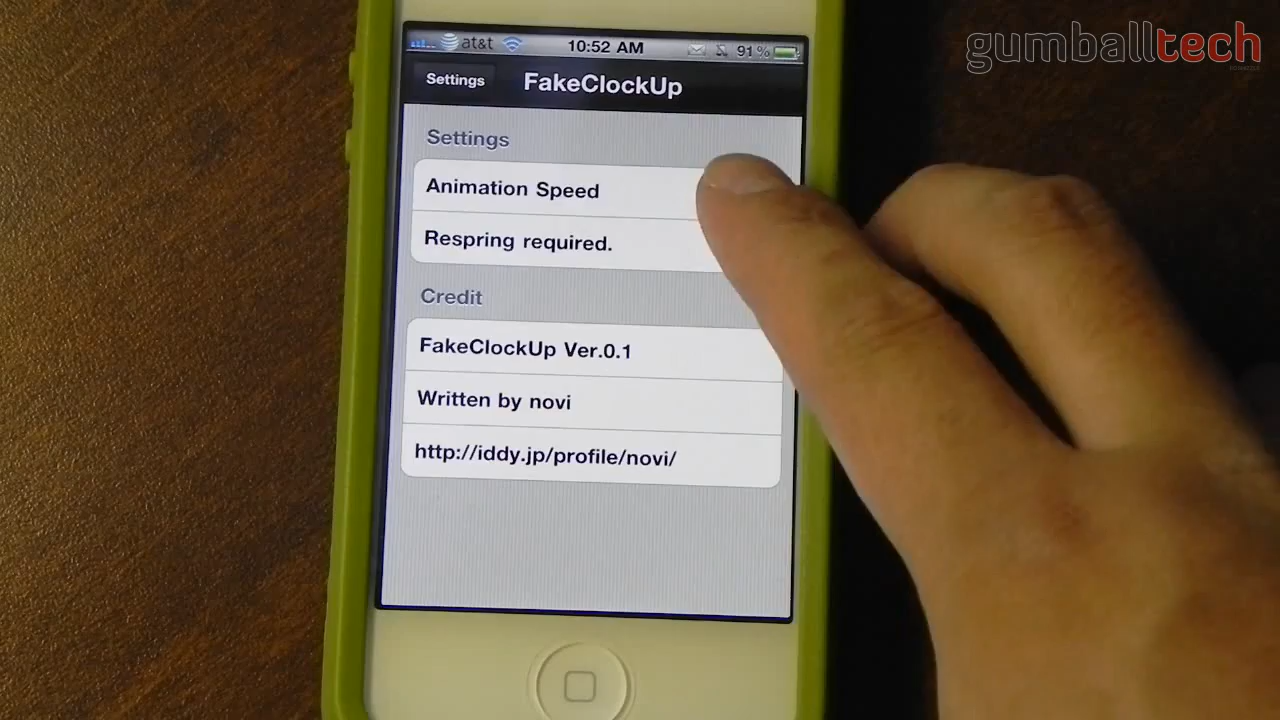 gumballtech
at&t 10:52 AM 91%
Settings FakeClockUp
Settings
Animation Speed
Respring required.
Credit
FakeClockUp Ver.0.1
Written by novi
http://iddy.jp/profile/novi/